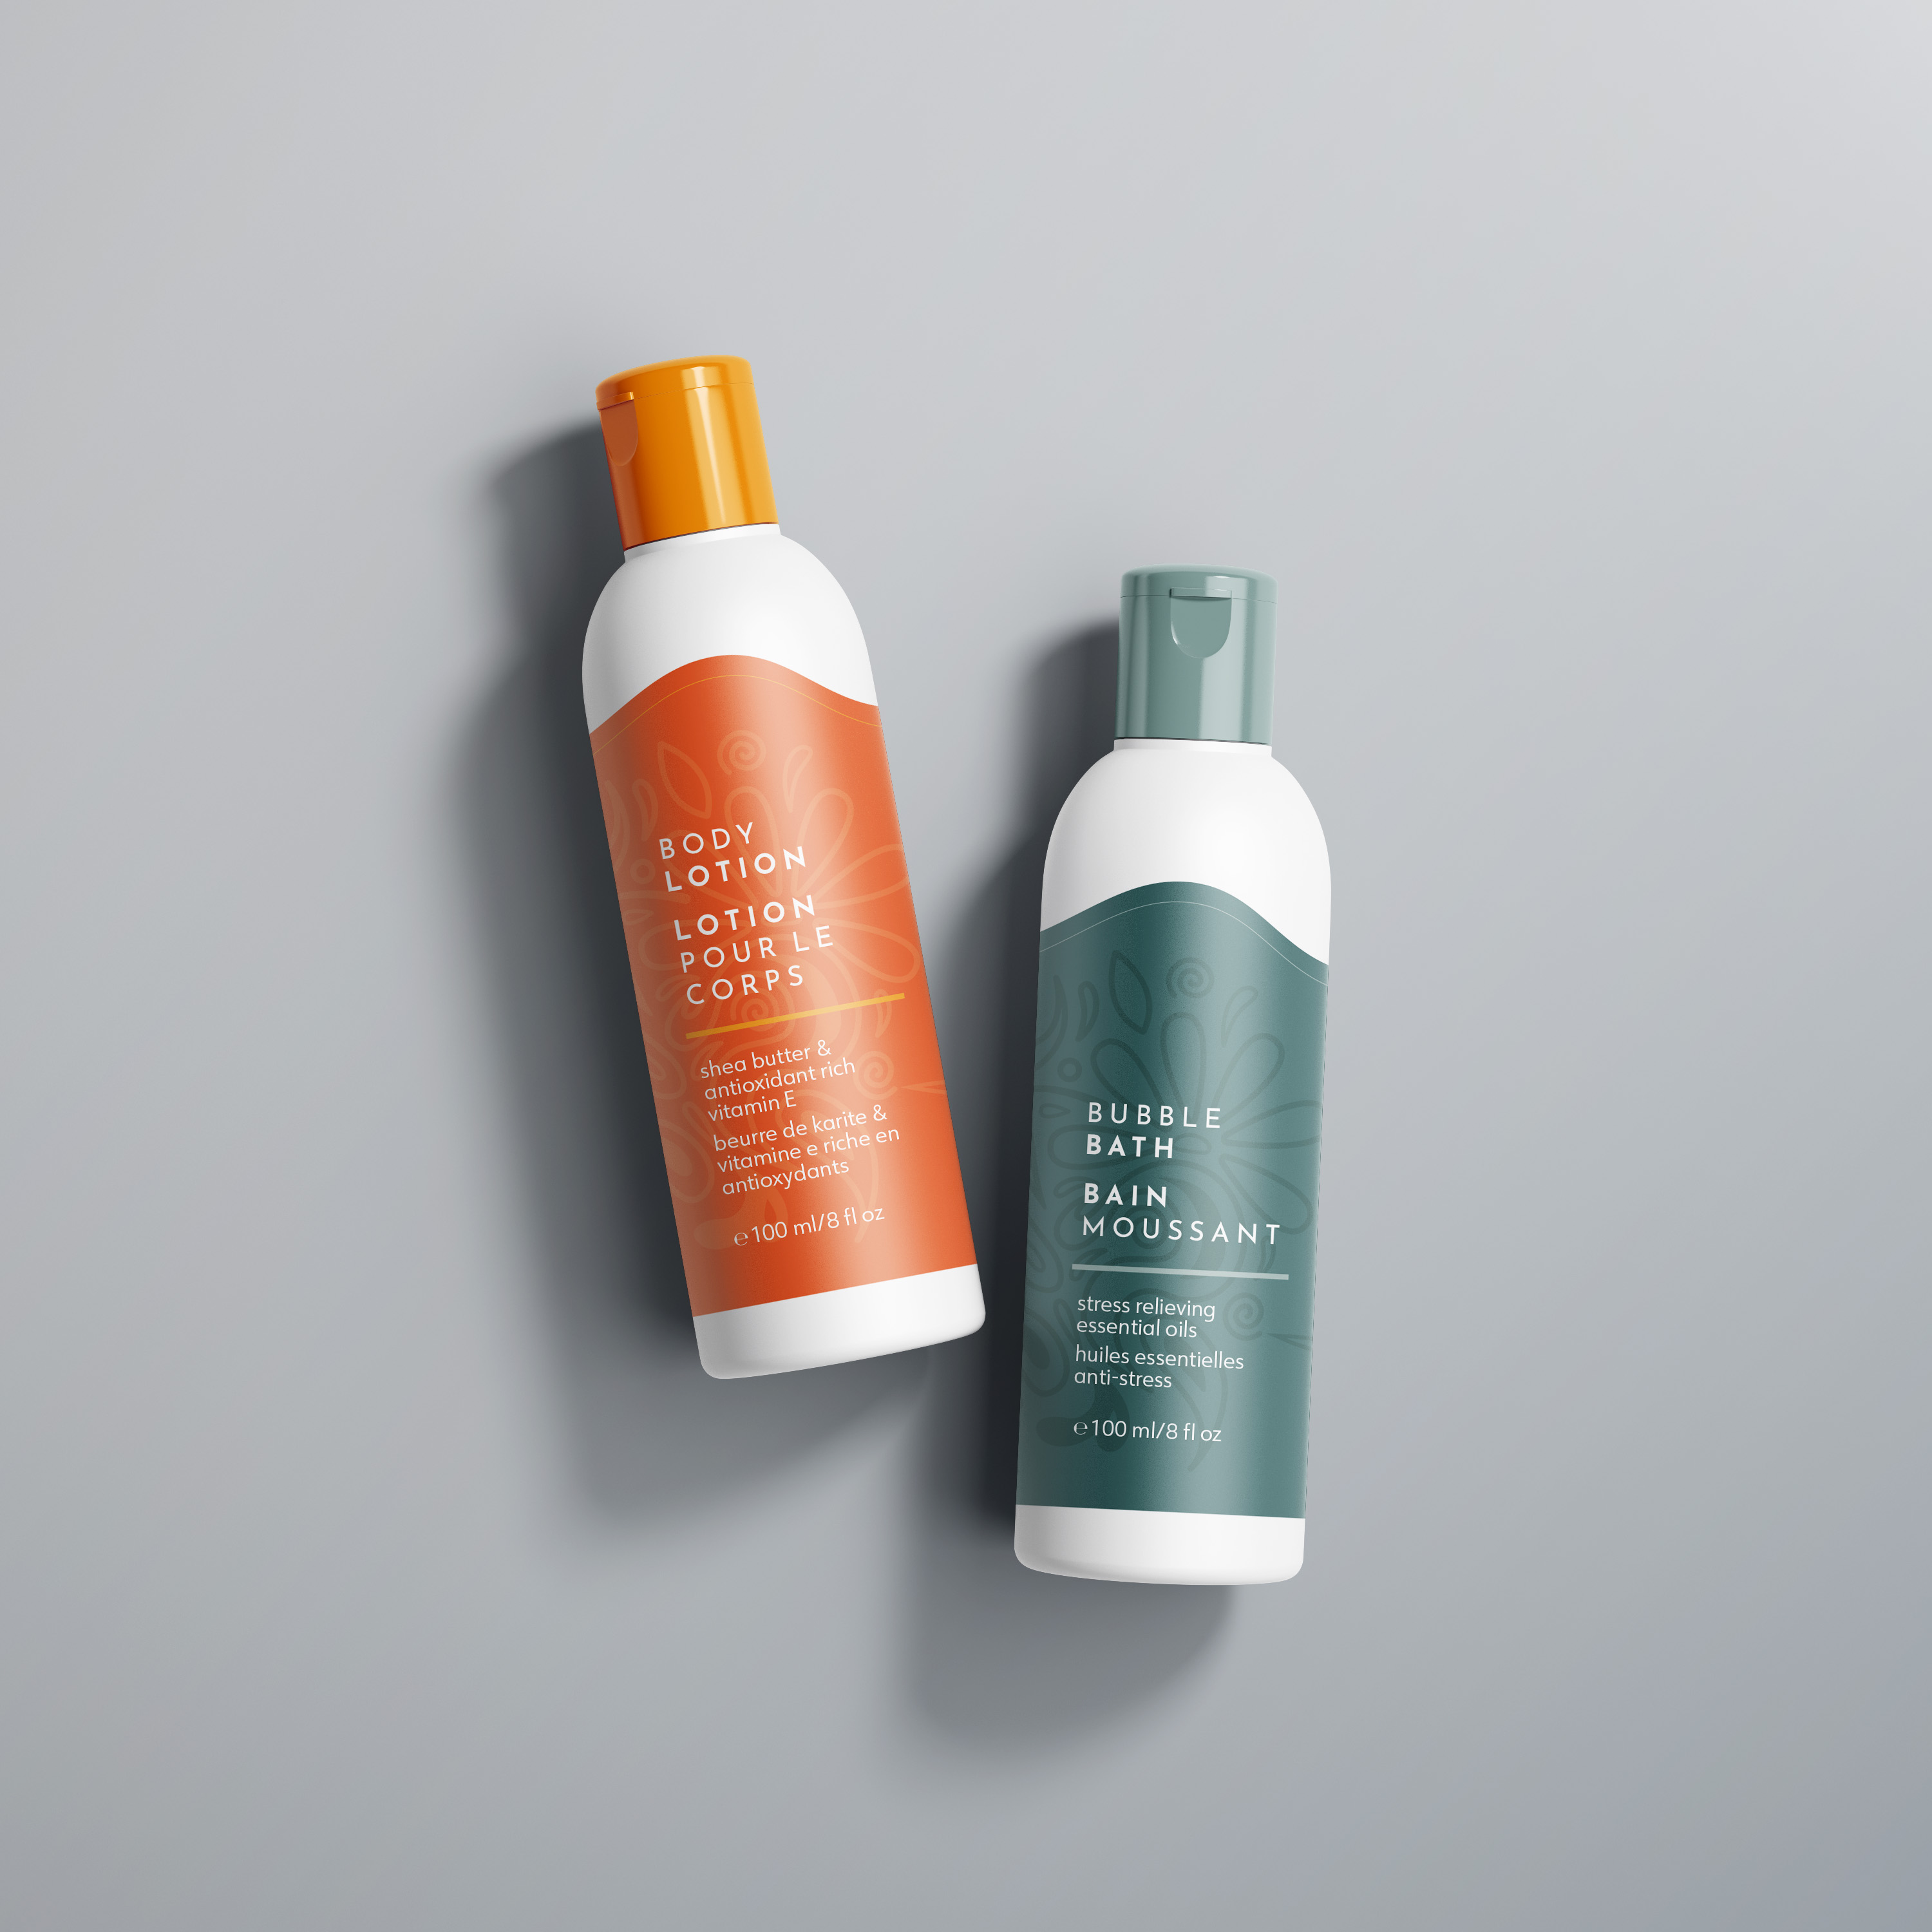 BODY
LOTION
LOTION
POUR LE
CORPS
shea butter &
antioxidant rich
vitamin E
beurre de karite &
vitamine e riche en
antioxydants
℮ 100 ml/8 fl oz
BUBBLE
BATH
BAIN
MOUSSANT
stress relieving
essential oils
huiles essentielles
anti-stress
℮ 100 ml/8 fl oz